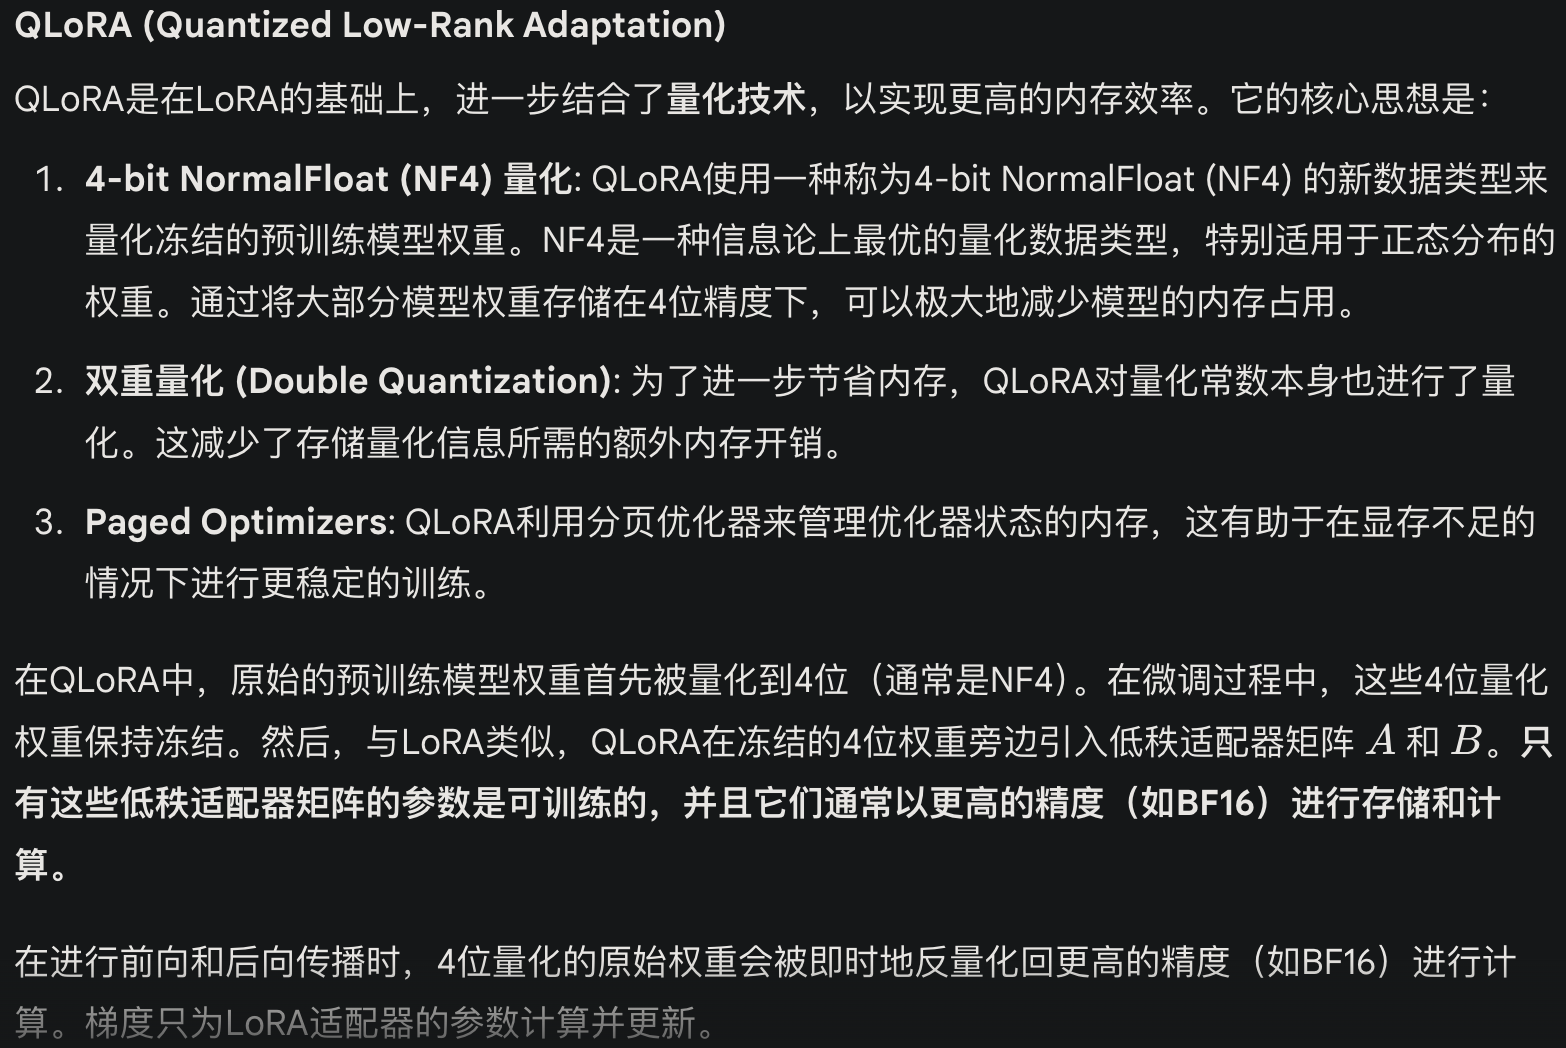 QLoRA (Quantized Low-Rank Adaptation)
QLoRA是在LoRA的基础上，进一步结合了量化技术，以实现更高的内存效率。它的核心思想是：
1. 4-bit NormalFloat (NF4) 量化: QLoRA使用一种称为4-bit NormalFloat (NF4) 的新数据类型来
量化冻结的预训练模型权重。NF4是一种信息论上最优的量化数据类型，特别适用于正态分布的
权重。通过将大部分模型权重存储在4位精度下，可以极大地减少模型的内存占用。
2. 双重量化 (Double Quantization): 为了进一步节省内存，QLoRA对量化常数本身也进行了量
化。这减少了存储量化信息所需的额外内存开销。
3. Paged Optimizers: QLoRA利用分页优化器来管理优化器状态的内存，这有助于在显存不足的
情况下进行更稳定的训练。
在QLoRA中，原始的预训练模型权重首先被量化到4位（通常是NF4）。在微调过程中，这些4位量化
权重保持冻结。然后，与LoRA类似，QLoRA在冻结的4位权重旁边引入低秩适配器矩阵 A 和 B。只
有这些低秩适配器矩阵的参数是可训练的，并且它们通常以更高的精度（如BF16）进行存储和计
算。
在进行前向和后向传播时，4位量化的原始权重会被即时地反量化回更高的精度（如BF16）进行计
算。梯度只为LoRA适配器的参数计算并更新。